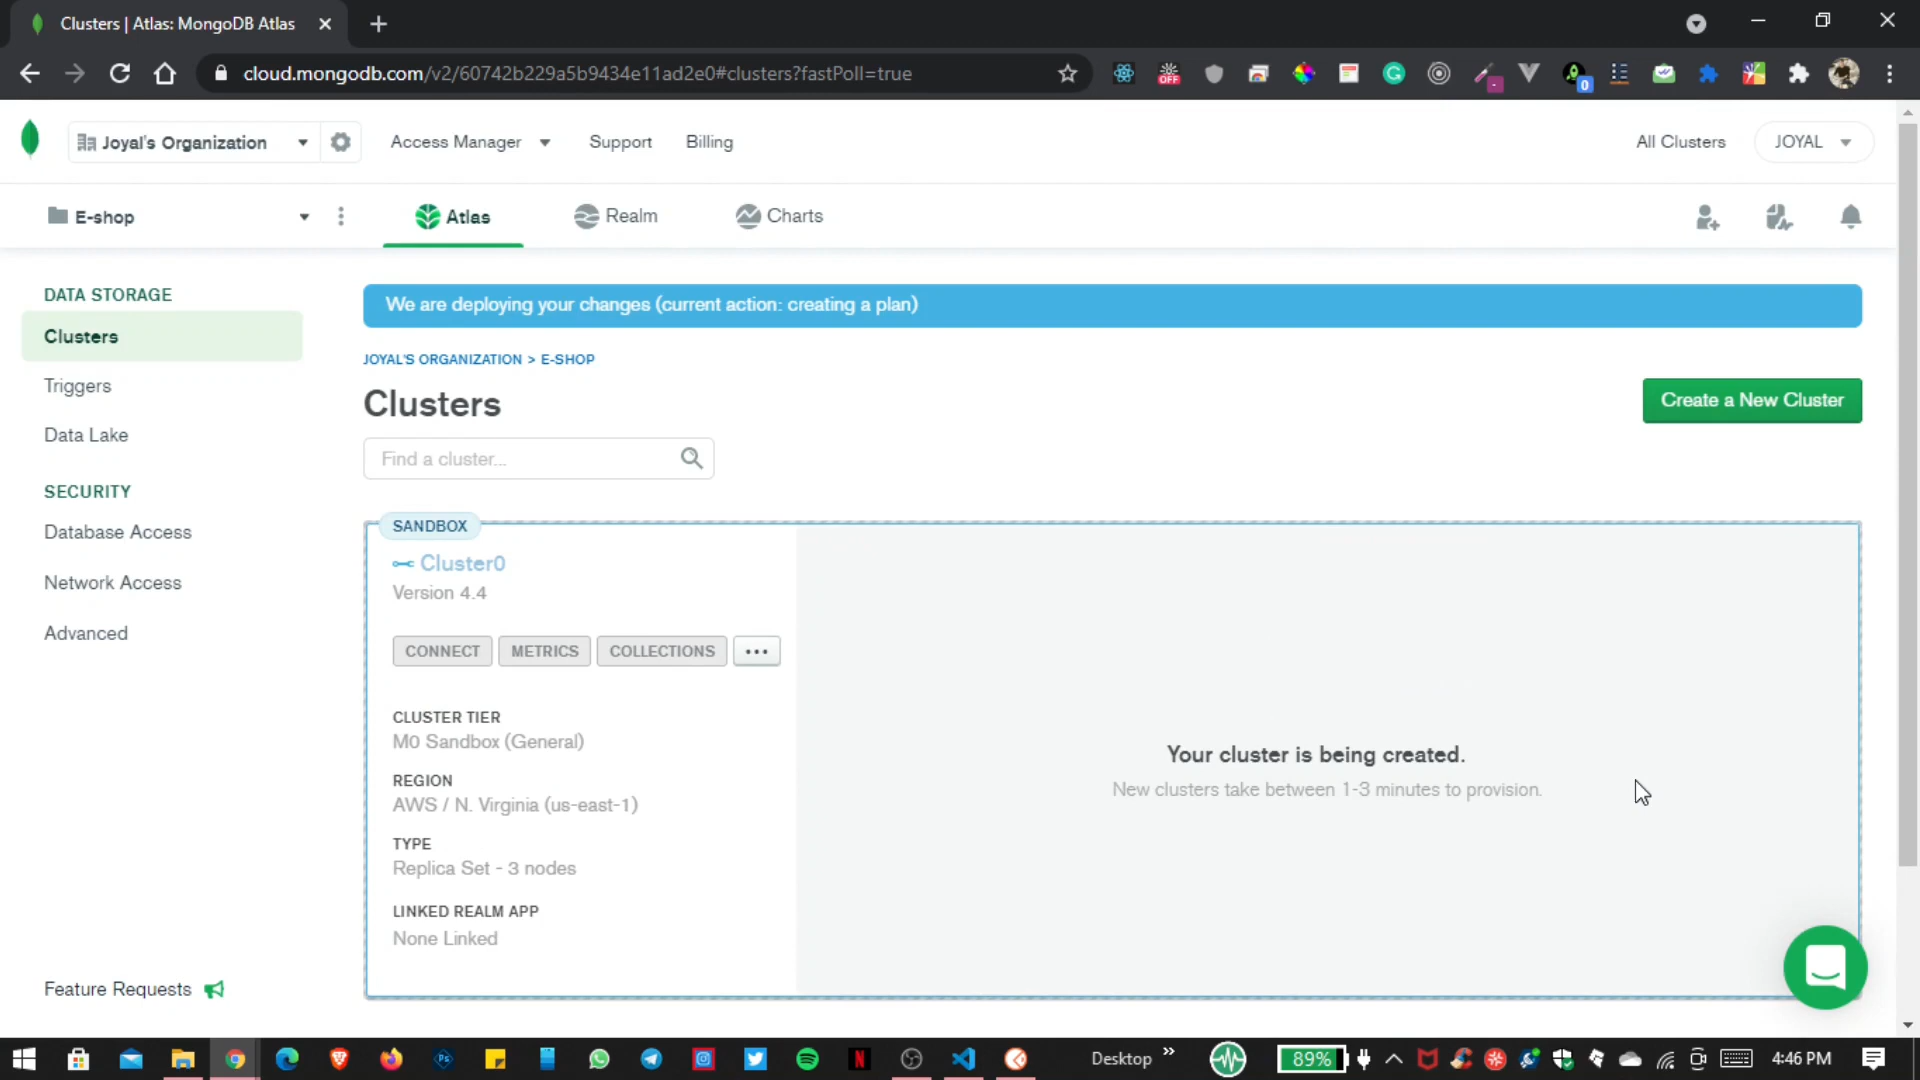 Clusters | Atlas: MongoDB Atlas
cloud.mongodb.com/v2/60742b229a5b9434e11ad2e0#clusters?fastPoll=true
OFF
0
Joyal's Organization
Access Manager
Support
Billing
All Clusters
JOYAL
E-shop
Atlas
Realm
Charts
DATA STORAGE
Clusters
Triggers
Data Lake
SECURITY
Database Access
Network Access
Advanced
Feature Requests
We are deploying your changes (current action: creating a plan)
JOYAL'S ORGANIZATION > E-SHOP
Clusters
Create a New Cluster
Find a cluster...
SANDBOX
Cluster0
Version 4.4
CONNECT
METRICS
COLLECTIONS
...
CLUSTER TIER
M0 Sandbox (General)
REGION
AWS / N. Virginia (us-east-1)
TYPE
Replica Set - 3 nodes
LINKED REALM APP
None Linked
Your cluster is being created.
New clusters take between 1-3 minutes to provision.
Ps
N
Desktop
89%
4:46 PM